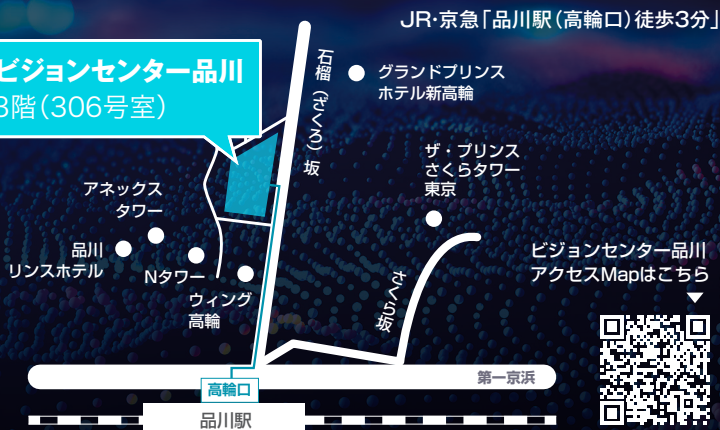 JR・京急「品川駅（高輪口）徒歩3分」
ビジョンセンター品川
3階（306号室）
石榴（ざくろ）坂
グランドプリンス
ホテル新高輪
ザ・プリンス
さくらタワー
東京
アネックス
タワー
品川
リンスホテル
Nタワー
ウィング
高輪
さくら坂
ビジョンセンター品川
アクセスMapはこちら
第一京浜
高輪口
品川駅